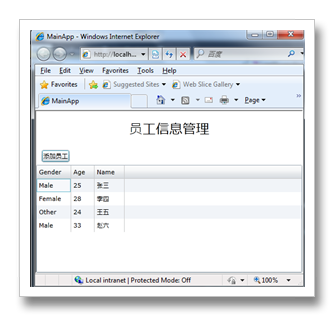 MainApp - Windows Internet Explorer
http://localh...
百度
File Edit View Favorites Tools Help
Favorites Suggested Sites Web Slice Gallery
MainApp Page
员工信息管理
添加员工
Gender Age Name
Male 25 张三
Female 28 李四
Other 24 王五
Male 33 赵六
Local intranet | Protected Mode: Off 100%